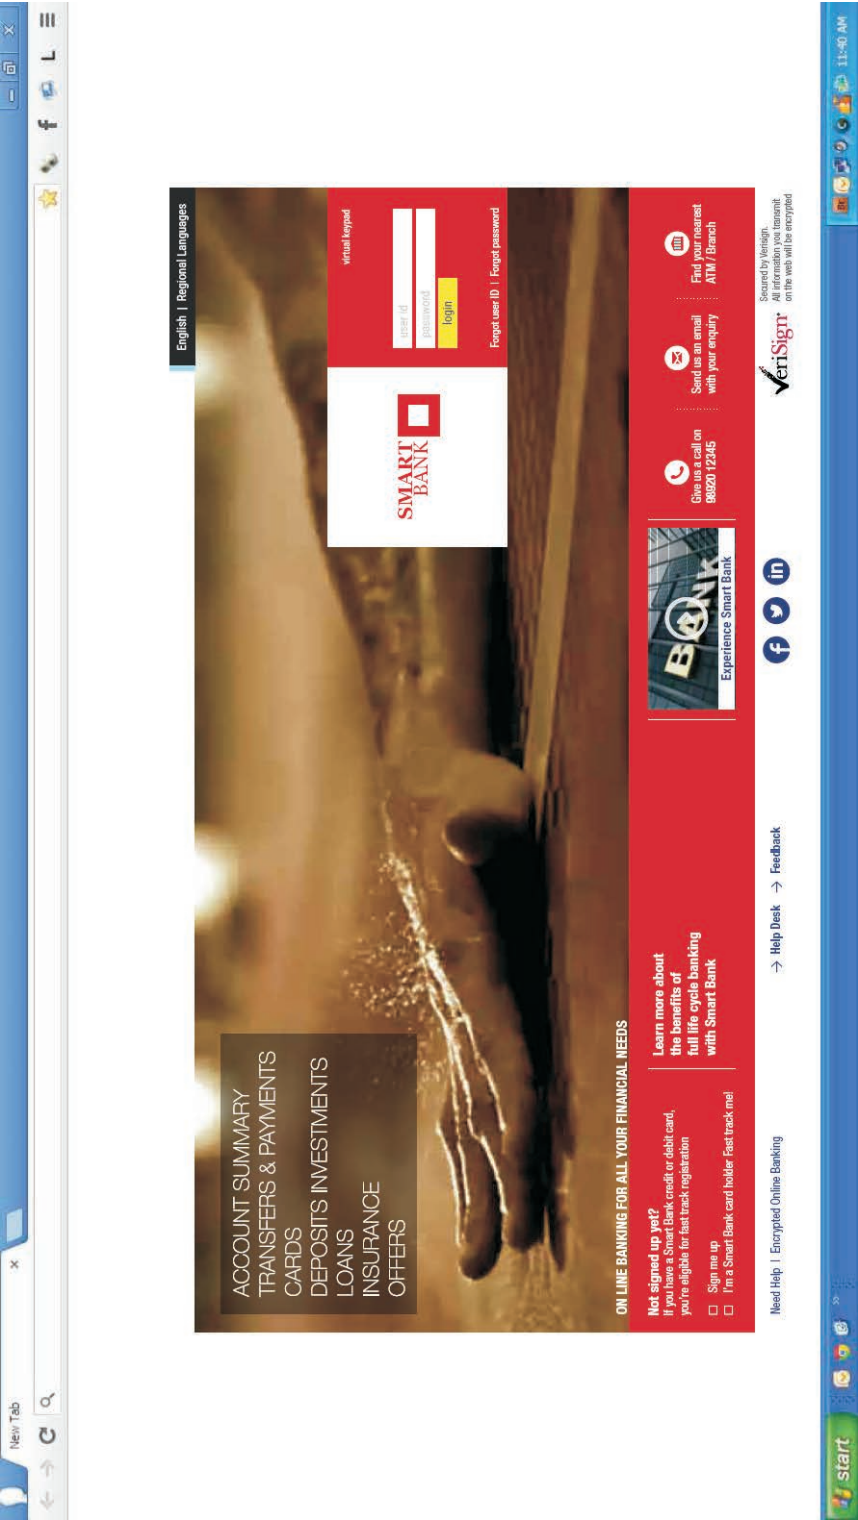 New Tab
L
English | Regional Languages
ACCOUNT SUMMARY
TRANSFERS & PAYMENTS
CARDS
DEPOSITS INVESTMENTS
LOANS
INSURANCE
OFFERS
SMART
BANK
virtual keypad
user id
password
login
Forgot user ID | Forgot password
ON LINE BANKING FOR ALL YOUR FINANCIAL NEEDS
Not signed up yet?
If you have a Smart Bank credit or debit card,
you're eligible for fast track registration
Sign me up
I'm a Smart Bank card holder Fast track me!
Learn more about
the benefits of
full life cycle banking
with Smart Bank
BANK
Experience Smart Bank
Give us a call on
98920 12345
Send us an email
with your enquiry
Find your nearest
ATM / Branch
Need Help | Encrypted Online Banking
→ Help Desk → Feedback
VeriSign
Secured by Verisign.
All information you transmit
on the web will be encrypted
start
11:40 AM